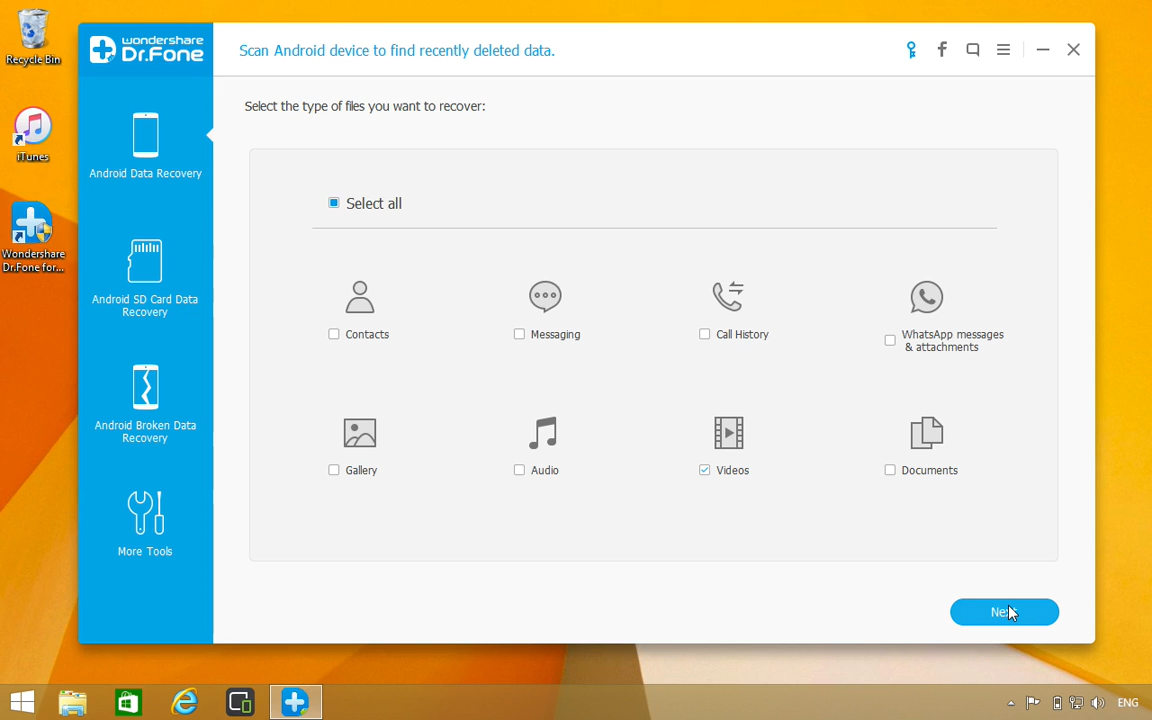 Recycle Bin
iTunes
Wondershare
Dr.Fone for...
wondershare
Dr.Fone
Scan Android device to find recently deleted data.
Android Data Recovery
Android SD Card Data
Recovery
Android Broken Data
Recovery
More Tools
Select the type of files you want to recover:
Select all
Contacts
Messaging
Call History
WhatsApp messages
& attachments
Gallery
Audio
Videos
Documents
ENG